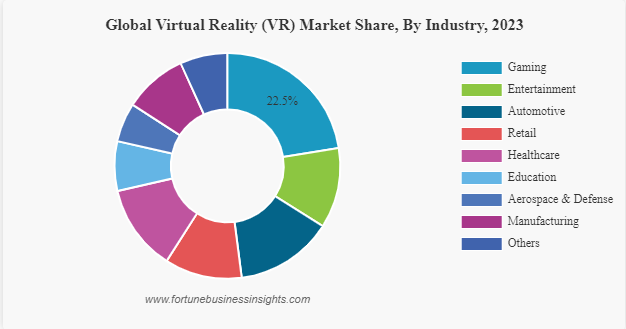 Global Virtual Reality (VR) Market Share, By Industry, 2023
22.5%
Gaming
Entertainment
Automotive
Retail
Healthcare
Education
Aerospace & Defense
Manufacturing
Others
www.fortunebusinessinsights.com